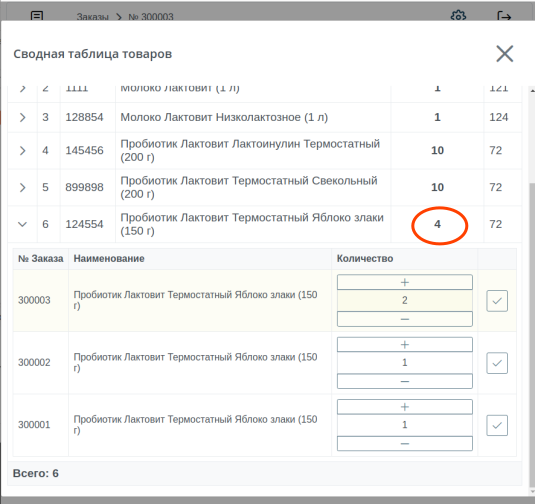 Заказы > № 300003
Сводная таблица товаров
2 1111 Молоко Лактовит (1 л) 1 121
3 128854 Молоко Лактовит Низколактозное (1 л) 1 124
4 145456 Пробиотик Лактовит Лактоинулин Термостатный
(200 г) 10 72
5 899898 Пробиотик Лактовит Термостатный Свекольный
(200 г) 10 72
6 124554 Пробиотик Лактовит Термостатный Яблоко злаки
(150 г) 4 72
№ Заказа Наименование Количество
+
300003 Пробиотик Лактовит Термостатный Яблоко злаки (150
г) 2
—
+
300002 Пробиотик Лактовит Термостатный Яблоко злаки (150
г) 1
—
+
300001 Пробиотик Лактовит Термостатный Яблоко злаки (150
г) 1
—
Всего: 6